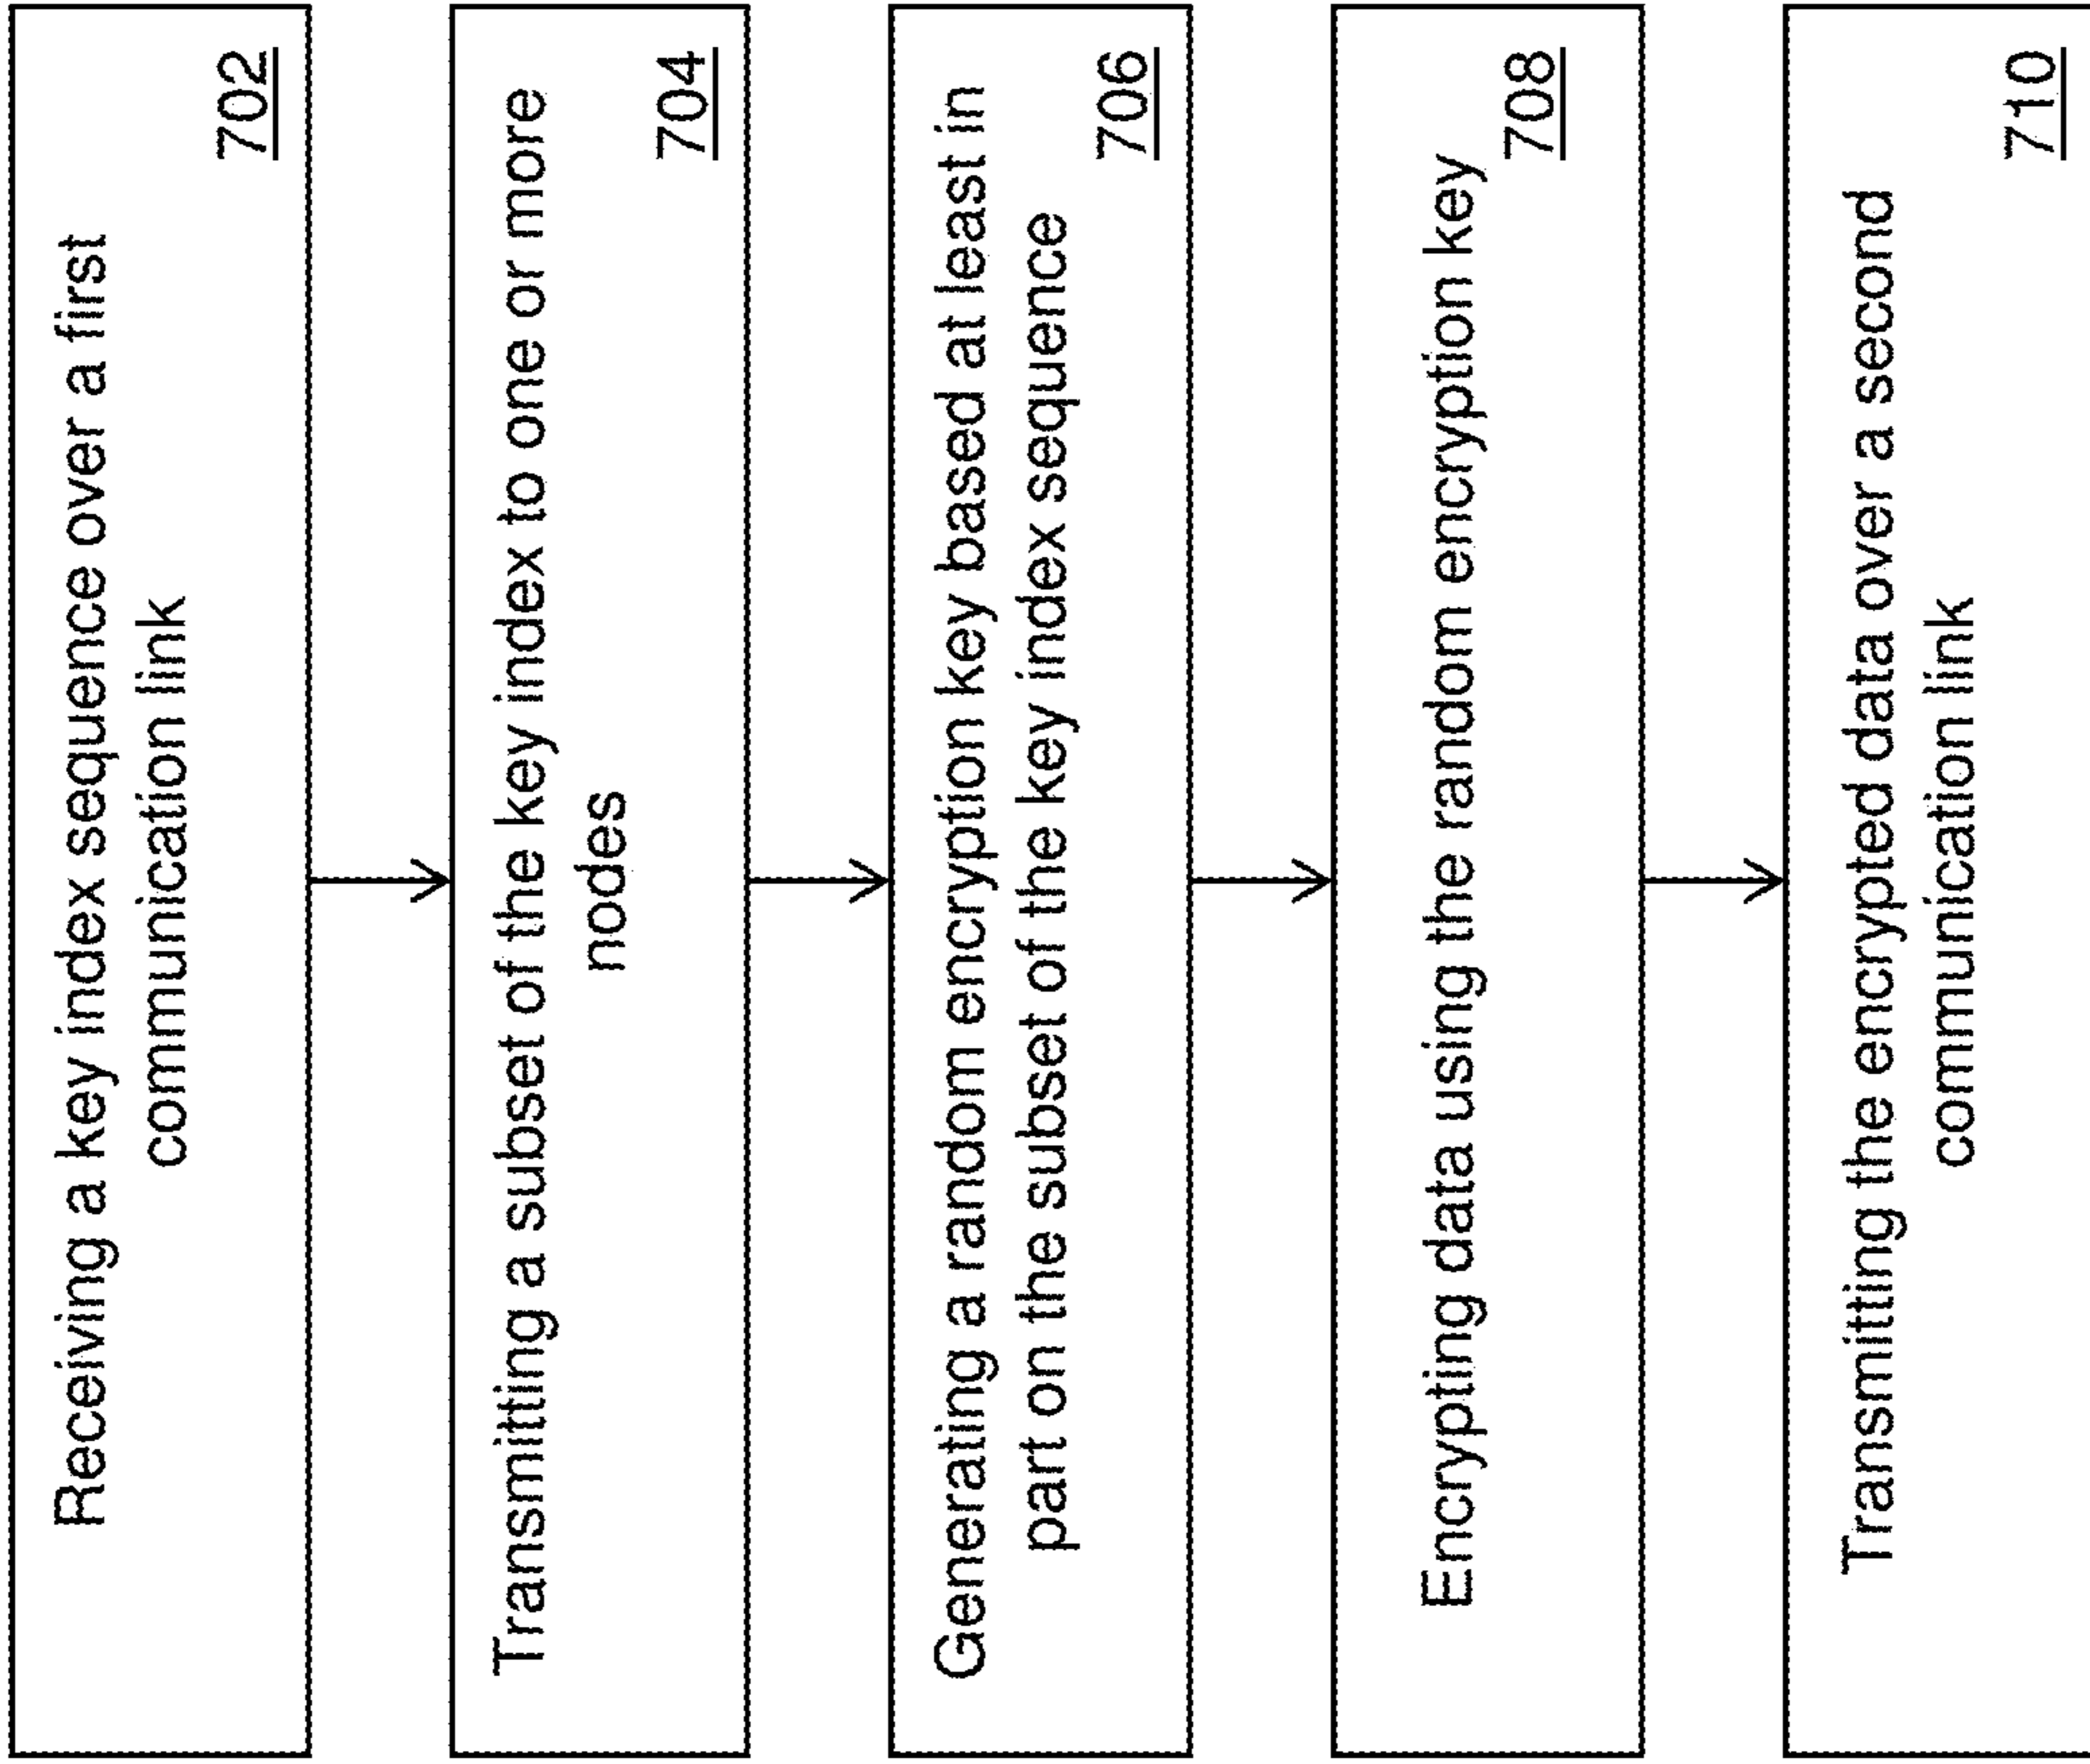 Receiving a key index sequence over a first
communication link
702
Transmitting a subset of the key index to one or more
nodes
704
Generating a random encryption key based at least in
part on the subset of the key index sequence
706
Encrypting data using the random encryption key
708
Transmitting the encrypted data over a second
communication link
710